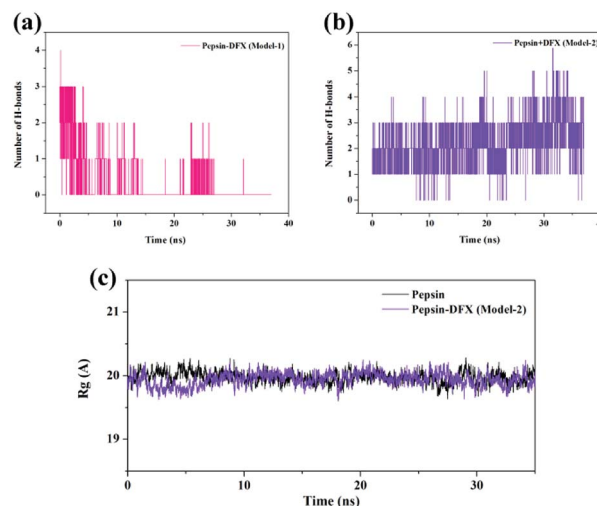 (a)
Pepsin-DFX (Model-1)
Number of H-bonds
4
3
2
1
0
0 10 20 30 40
Time (ns)
(b)
Pepsin+DFX (Model-2)
Number of H-bonds
6
5
4
3
2
1
0
0 10 20 30 40
Time (ns)
(c)
Pepsin
Pepsin-DFX (Model-2)
Rg (A)
21
20
19
0 10 20 30
Time (ns)